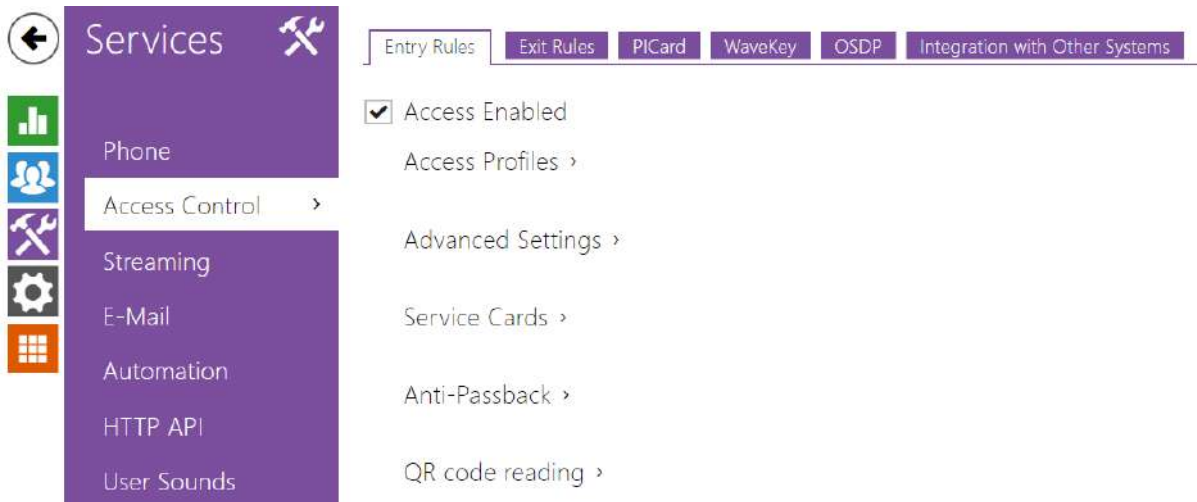 Services
Phone
Access Control
Streaming
E-Mail
Automation
HTTP API
User Sounds
Entry Rules
Exit Rules
PICard
WaveKey
OSDP
Integration with Other Systems
Access Enabled
Access Profiles ›
Advanced Settings ›
Service Cards ›
Anti-Passback ›
QR code reading ›